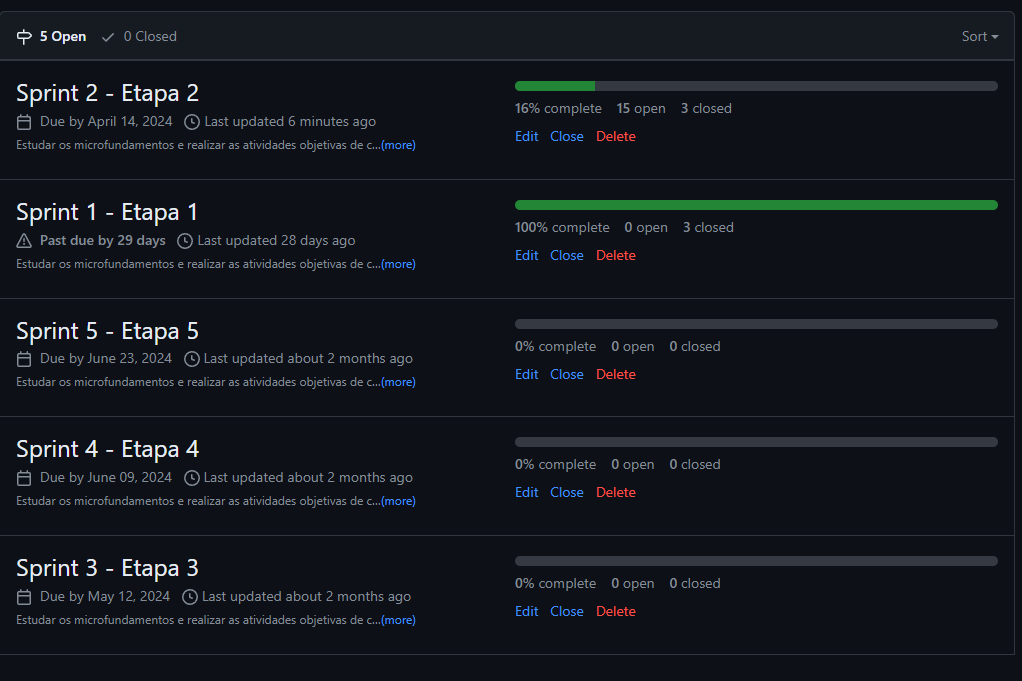 5 Open 0 Closed Sort
Sprint 2 - Etapa 2
Due by April 14, 2024 Last updated 6 minutes ago
Estudar os microfundamentos e realizar as atividades objetivas de c...(more)
16% complete 15 open 3 closed
Edit Close Delete
Sprint 1 - Etapa 1
Past due by 29 days Last updated 28 days ago
Estudar os microfundamentos e realizar as atividades objetivas de c...(more)
100% complete 0 open 3 closed
Edit Close Delete
Sprint 5 - Etapa 5
Due by June 23, 2024 Last updated about 2 months ago
Estudar os microfundamentos e realizar as atividades objetivas de c...(more)
0% complete 0 open 0 closed
Edit Close Delete
Sprint 4 - Etapa 4
Due by June 09, 2024 Last updated about 2 months ago
Estudar os microfundamentos e realizar as atividades objetivas de c...(more)
0% complete 0 open 0 closed
Edit Close Delete
Sprint 3 - Etapa 3
Due by May 12, 2024 Last updated about 2 months ago
Estudar os microfundamentos e realizar as atividades objetivas de c...(more)
0% complete 0 open 0 closed
Edit Close Delete